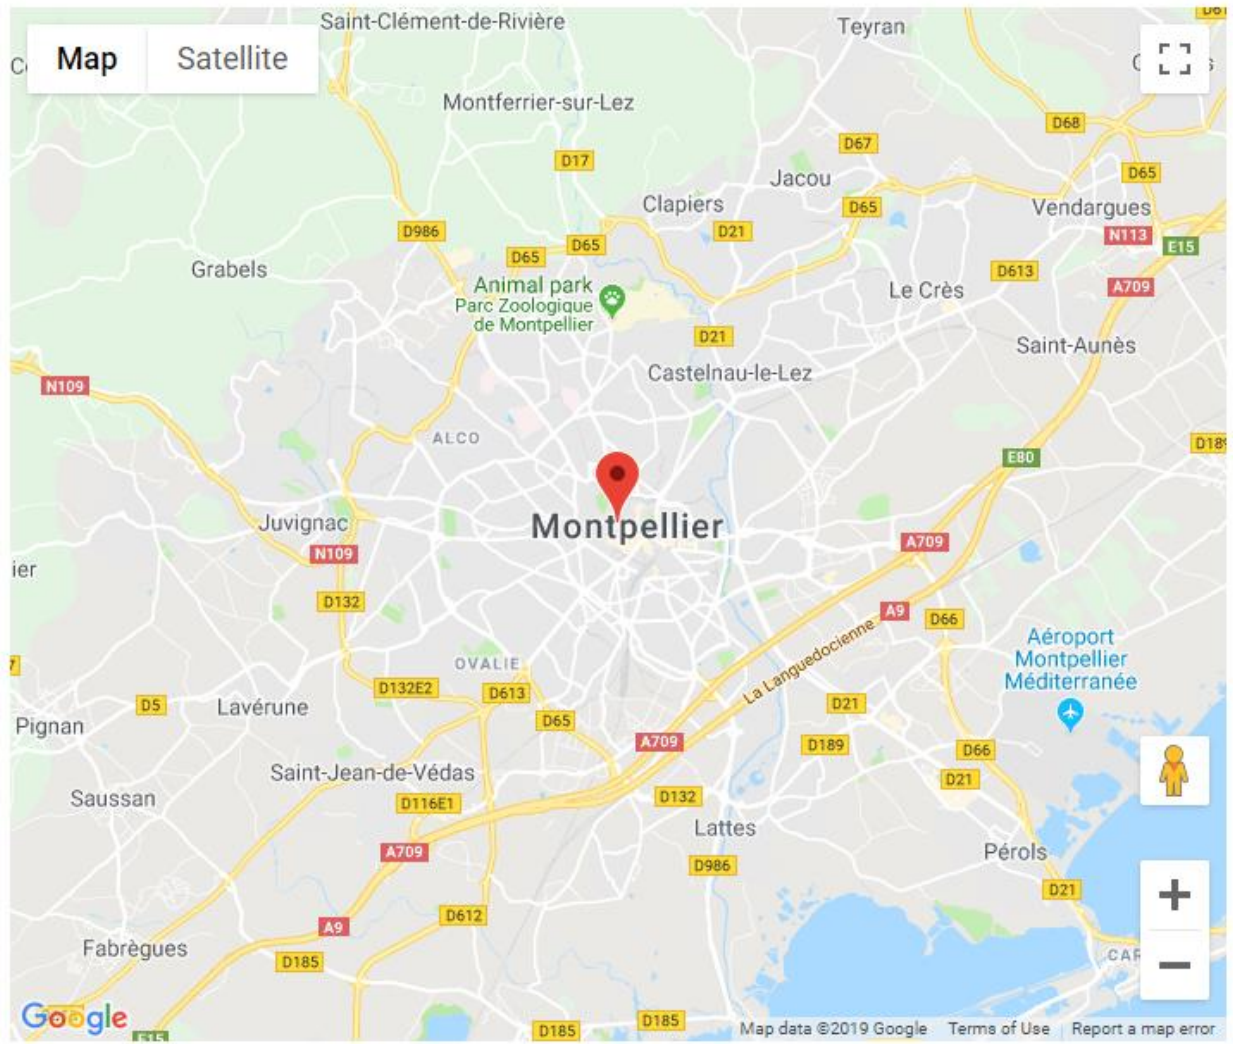 Saint-Clément-de-Rivière
Teyran
Map
Satellite
Montferrier-sur-Lez
D68
D67
D17
D65
Jacou
Clapiers
D65
Vendargues
D986
D21
N113
D65
D65
E15
Grabels
D613
Animal park
Parc Zoologique
de Montpellier
Le Crès
A709
D21
Saint-Aunès
Castelnau-le-Lez
N109
ALCO
E80
Juvignac
Montpellier
N109
A709
D132
A9
D66
La Languedocienne
Aéroport
Montpellier
Méditerranée
OVALIE
D132E2
D613
D5
Lavérune
D21
D65
Pignan
A709
D189
D66
Saint-Jean-de-Védas
D21
Saussan
D116E1
D132
Lattes
A709
Pérols
D986
D21
D612
A9
Fabrègues
D185
Google
D185
D185
Map data ©2019 Google
Terms of Use
Report a map error